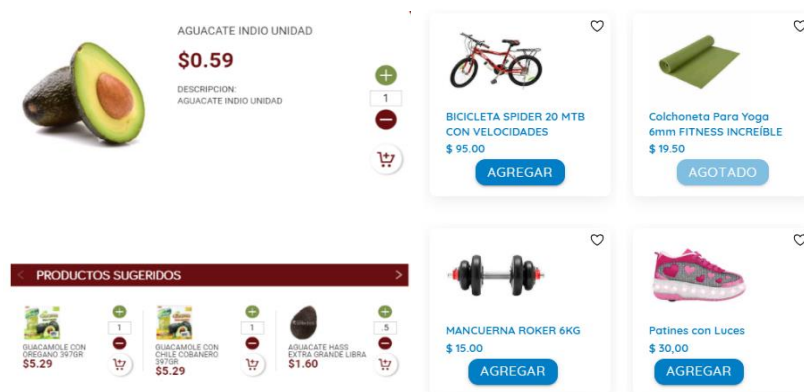 AGUACATE INDIO UNIDAD
$0.59
DESCRIPCION:
AGUACATE INDIO UNIDAD
1
PRODUCTOS SUGERIDOS
GUACAMOLE CON
OREGANO 397GR
$5.29
1
GUACAMOLE CON
CHILE COBANERO
397GR
$5.29
1
AGUACATE HASS
EXTRA GRANDE LIBRA
$1.60
.5
BICICLETA SPIDER 20 MTB
CON VELOCIDADES
$ 95.00
AGREGAR
Colchoneta Para Yoga
6mm FITNESS INCREÍBLE
$ 19.50
AGOTADO
MANCUERNA ROKER 6KG
$ 15.00
AGREGAR
Patines con Luces
$ 30,00
AGREGAR